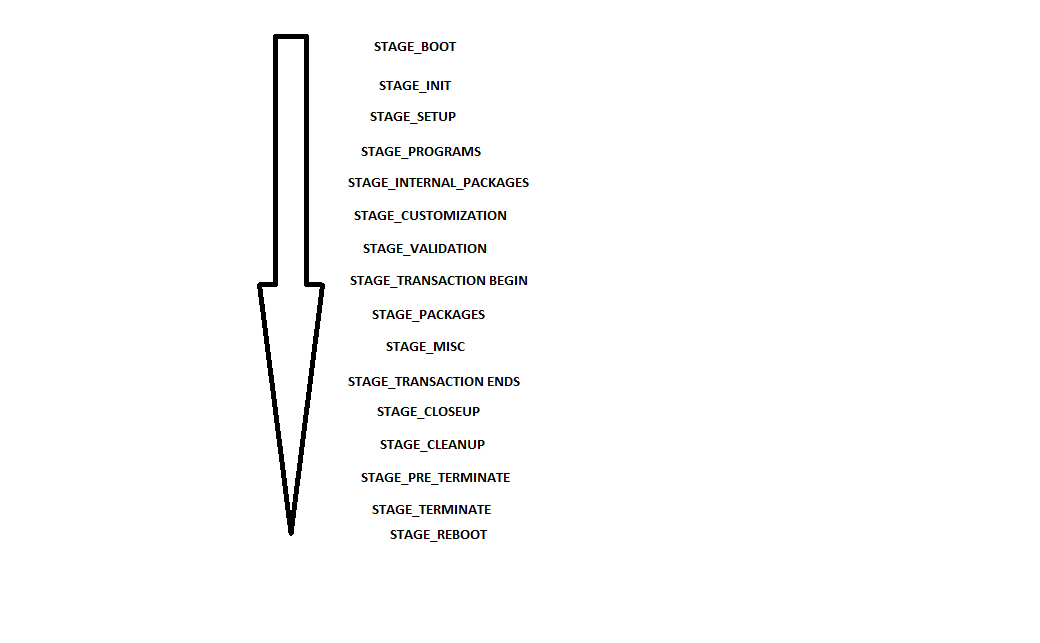 STAGE_BOOT
STAGE_INIT
STAGE_SETUP
STAGE_PROGRAMS
STAGE_INTERNAL_PACKAGES
STAGE_CUSTOMIZATION
STAGE_VALIDATION
STAGE_TRANSACTION BEGIN
STAGE_PACKAGES
STAGE_MISC
STAGE_TRANSACTION ENDS
STAGE_CLOSEUP
STAGE_CLEANUP
STAGE_PRE_TERMINATE
STAGE_TERMINATE
STAGE_REBOOT